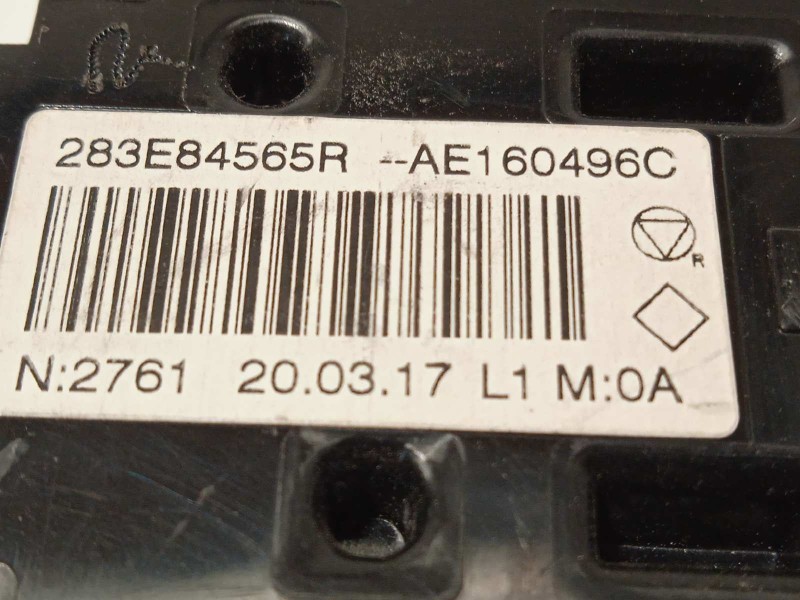 283E84565R --AE160496C
R
N:2761 20.03.17 L1 M:0A